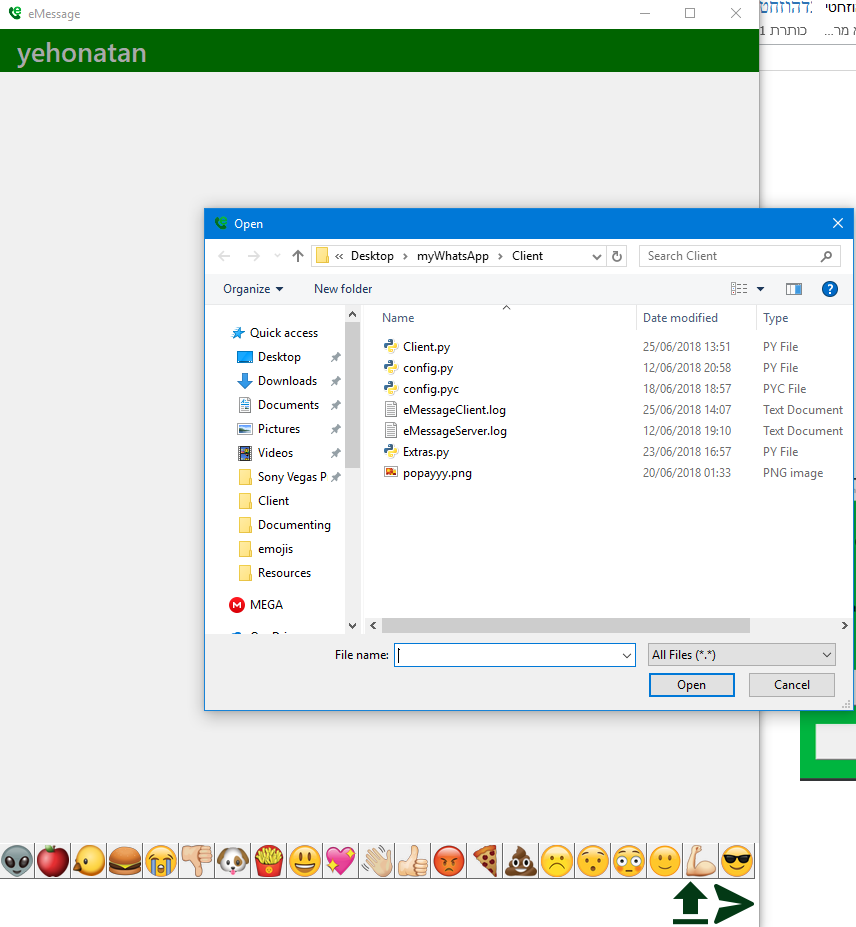 eMessage
וזחטי
דהוזחטי
א מר...
כותרת 1
yehonatan
Open
« Desktop > myWhatsApp > Client
Search Client
Organize
New folder
Name
Date modified
Type
Quick access
Desktop
Downloads
Documents
Pictures
Videos
Sony Vegas P
Client
Documenting
emojis
Resources
MEGA
Client.py 25/06/2018 13:51 PY File
config.py 12/06/2018 20:58 PY File
config.pyc 18/06/2018 18:57 PYC File
eMessageClient.log 25/06/2018 14:07 Text Document
eMessageServer.log 12/06/2018 19:10 Text Document
Extras.py 23/06/2018 16:57 PY File
popayyy.png 20/06/2018 01:33 PNG image
File name:
All Files (*.*)
Open
Cancel